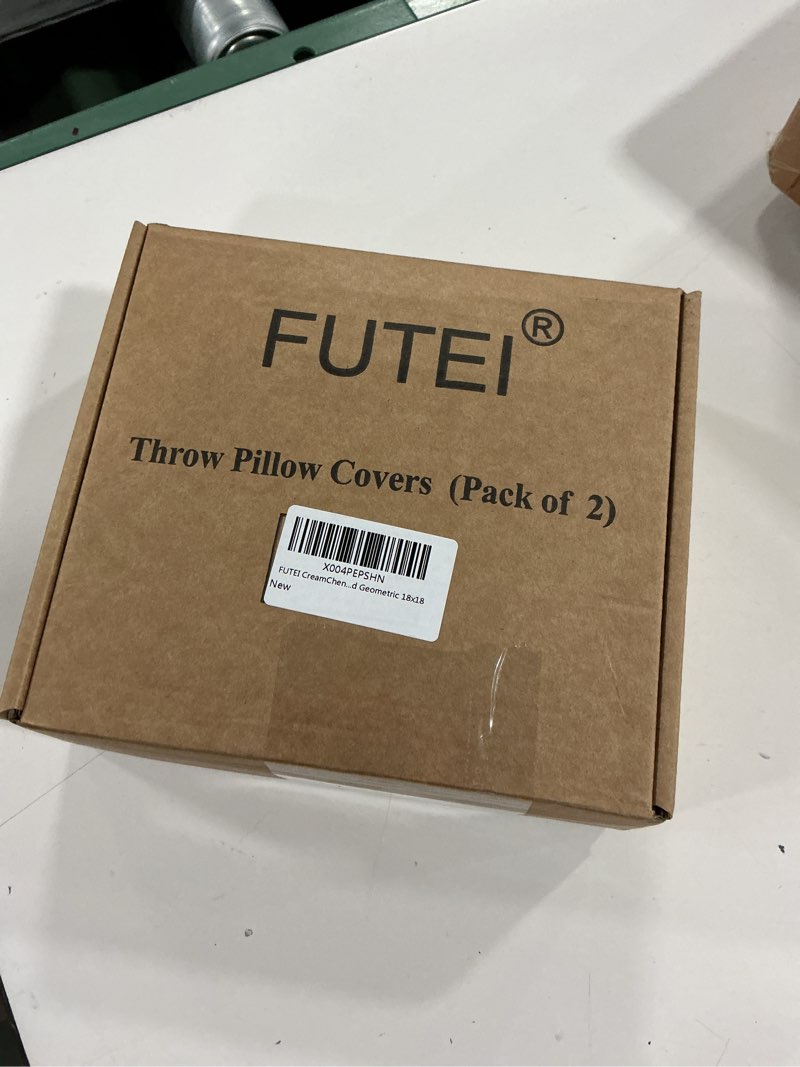 FUTEI®
Throw Pillow Covers (Pack of 2)
X004PEPSHN
FUTEI CreamChen...d Geometric 18x18
New